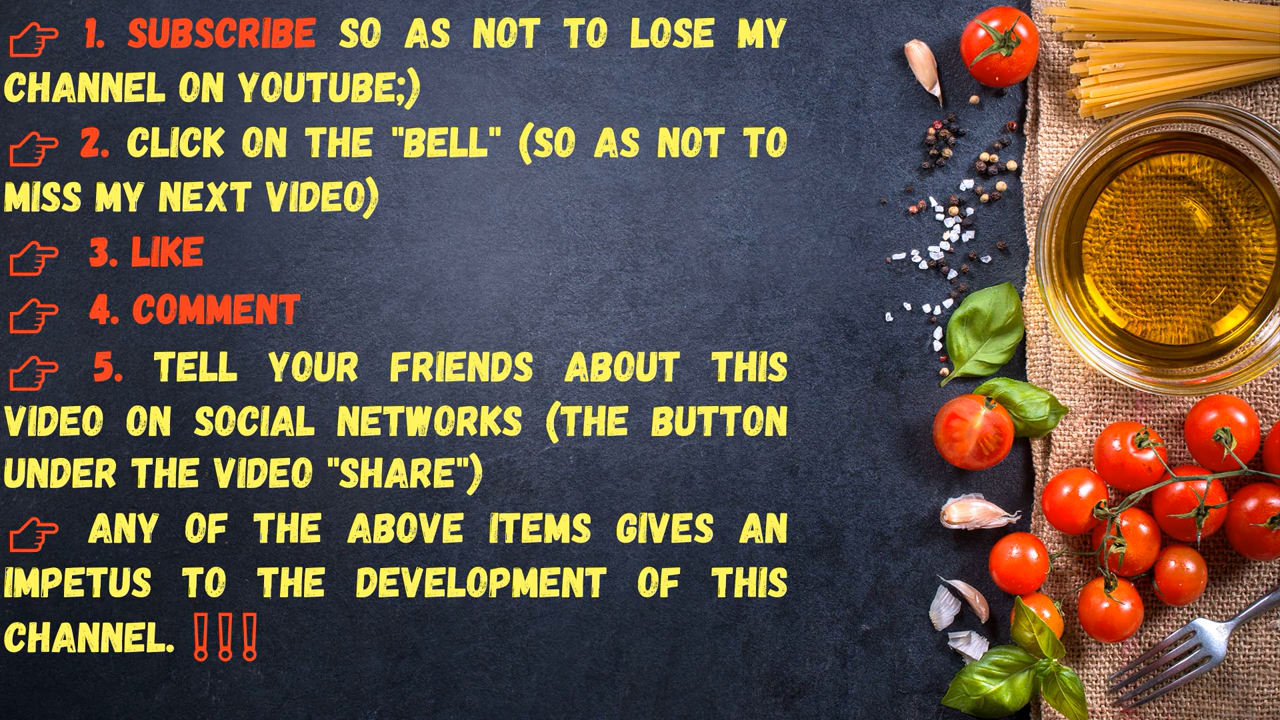 👉 1. SUBSCRIBE SO AS NOT TO LOSE MY
CHANNEL ON YOUTUBE;)
👉 2. CLICK ON THE "BELL" (SO AS NOT TO
MISS MY NEXT VIDEO)
👉 3. LIKE
👉 4. COMMENT
👉 5. TELL YOUR FRIENDS ABOUT THIS
VIDEO ON SOCIAL NETWORKS (THE BUTTON
UNDER THE VIDEO "SHARE")
👉 ANY OF THE ABOVE ITEMS GIVES AN
IMPETUS TO THE DEVELOPMENT OF THIS
CHANNEL. !!!